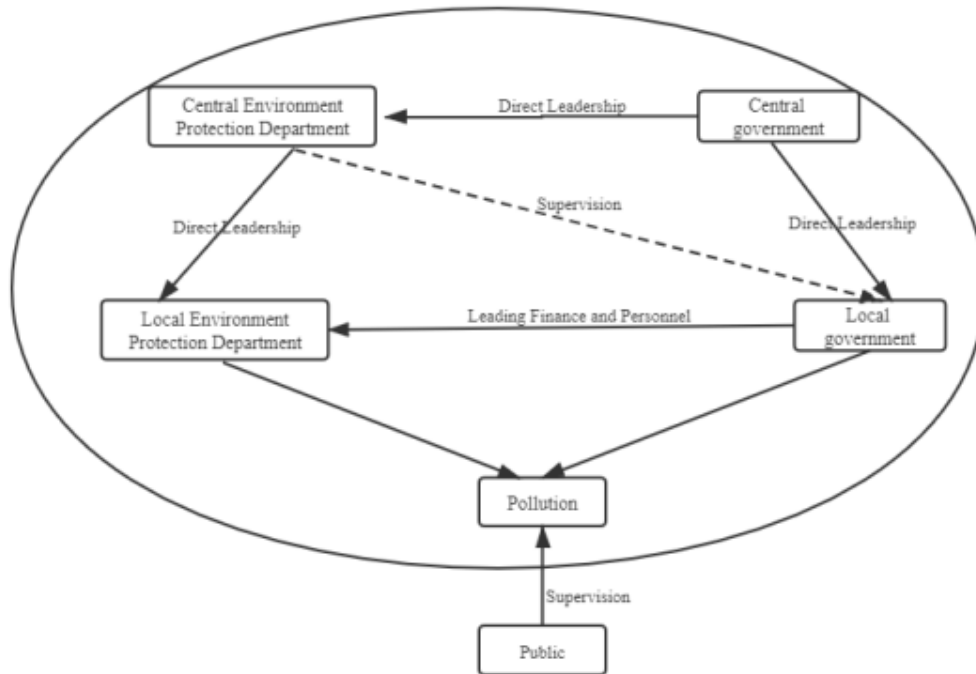 Central Environment
Protection Department
Direct Leadership
Central
government
Supervision
Direct Leadership
Direct Leadership
Local Environment
Protection Department
Leading Finance and Personnel
Local
government
Pollution
Supervision
Public